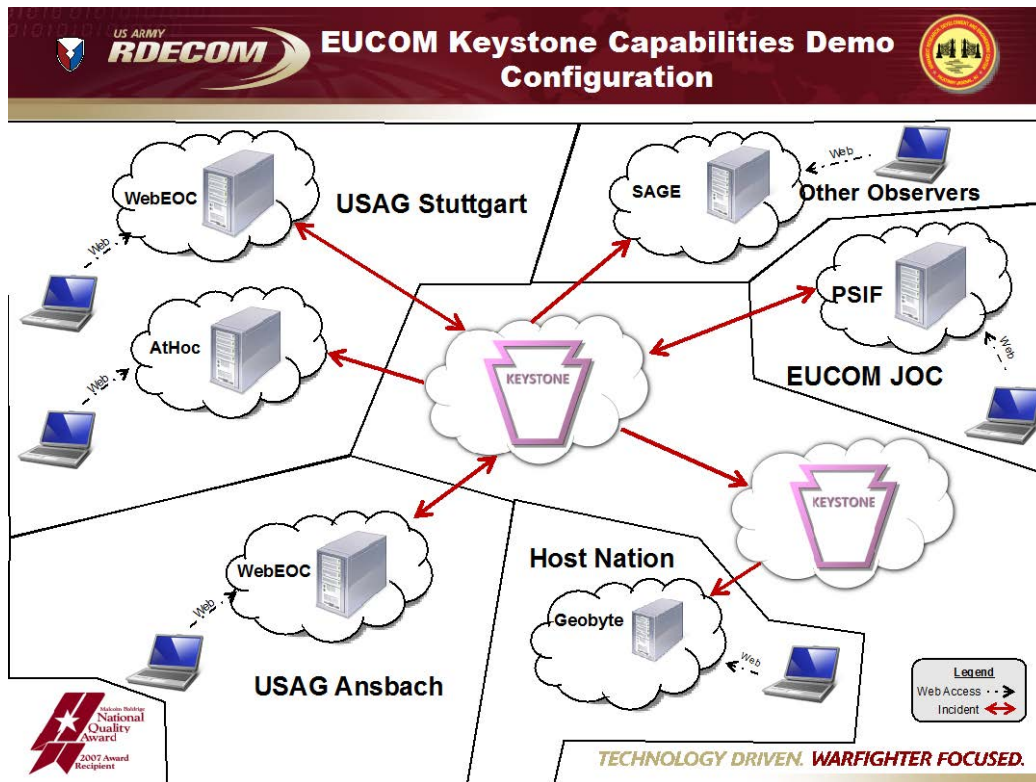 US ARMY
RDECOM
EUCOM Keystone Capabilities Demo
Configuration
WebEOC
USAG Stuttgart
Web
SAGE
Web
Other Observers
PSIF
Web
EUCOM JOC
AtHoc
Web
KEYSTONE
KEYSTONE
WebEOC
Web
USAG Ansbach
Host Nation
Geobyte
Web
Legend
Web Access
Incident
Malcolm Baldrige
National
Quality
Award
2007 Award
Recipient
TECHNOLOGY DRIVEN. WARFIGHTER FOCUSED.